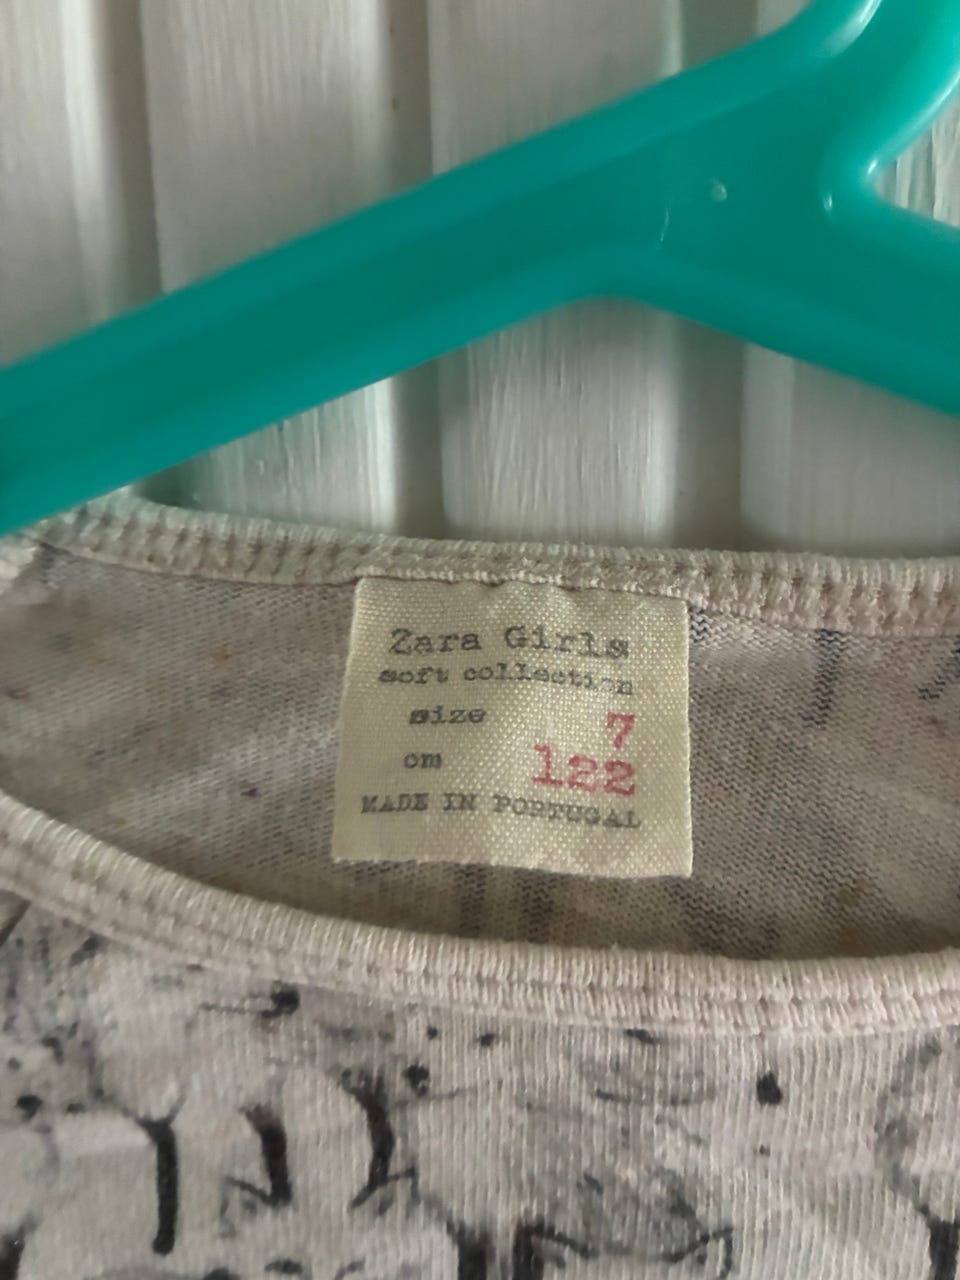 Zara Girls
soft collection
size 7
cm 122
MADE IN PORTUGAL